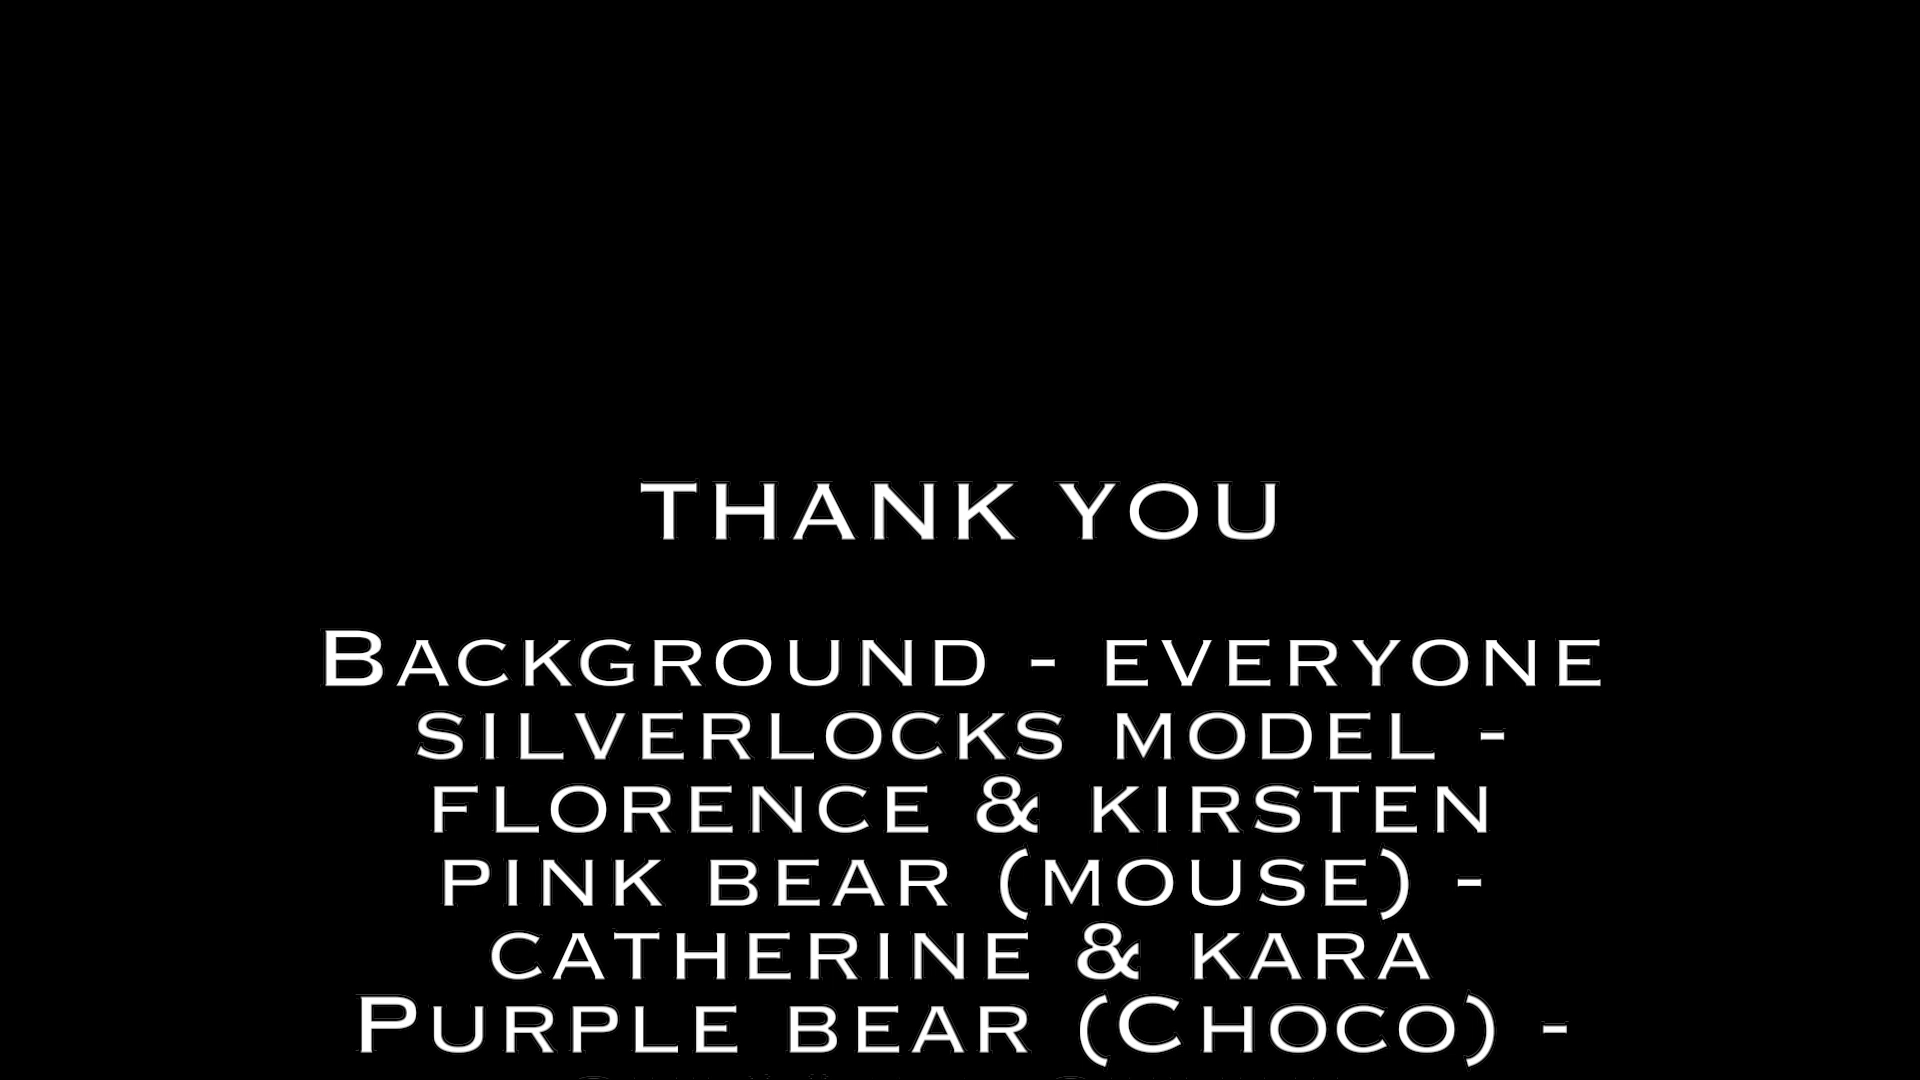 THANK YOU
BACKGROUND - EVERYONE
SILVERLOCKS MODEL -
FLORENCE & KIRSTEN
PINK BEAR (MOUSE) -
CATHERINE & KARA
PURPLE BEAR (CHOCO) -